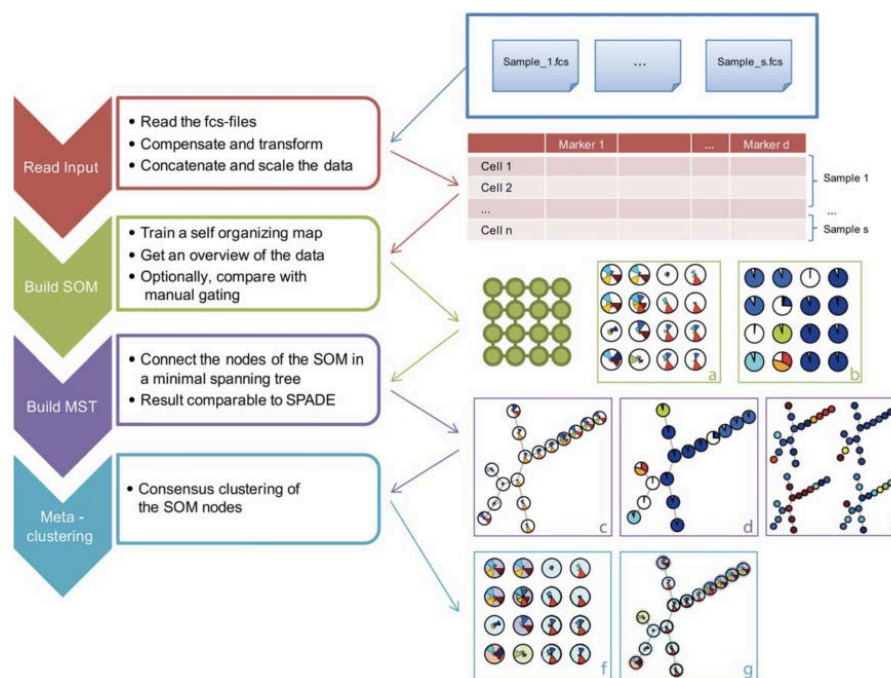 Sample_1.fcs
...
Sample_s.fcs
Read Input
• Read the fcs-files
• Compensate and transform
• Concatenate and scale the data
Marker 1
...
Marker d
Cell 1
Cell 2
...
Cell n
Sample 1
...
Sample s
Build SOM
• Train a self organizing map
• Get an overview of the data
• Optionally, compare with
manual gating
a
b
Build MST
• Connect the nodes of the SOM in
a minimal spanning tree
• Result comparable to SPADE
c
d
Meta -
clustering
• Consensus clustering of
the SOM nodes
f
g